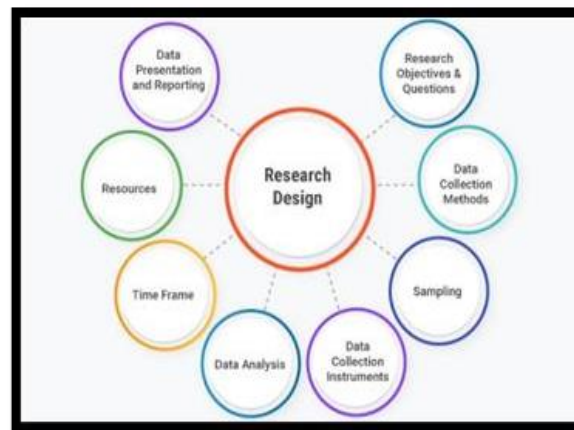 Research
Design
Research
Objectives &
Questions
Data
Collection
Methods
Sampling
Data
Collection
Instruments
Data Analysis
Time Frame
Resources
Data
Presentation
and Reporting